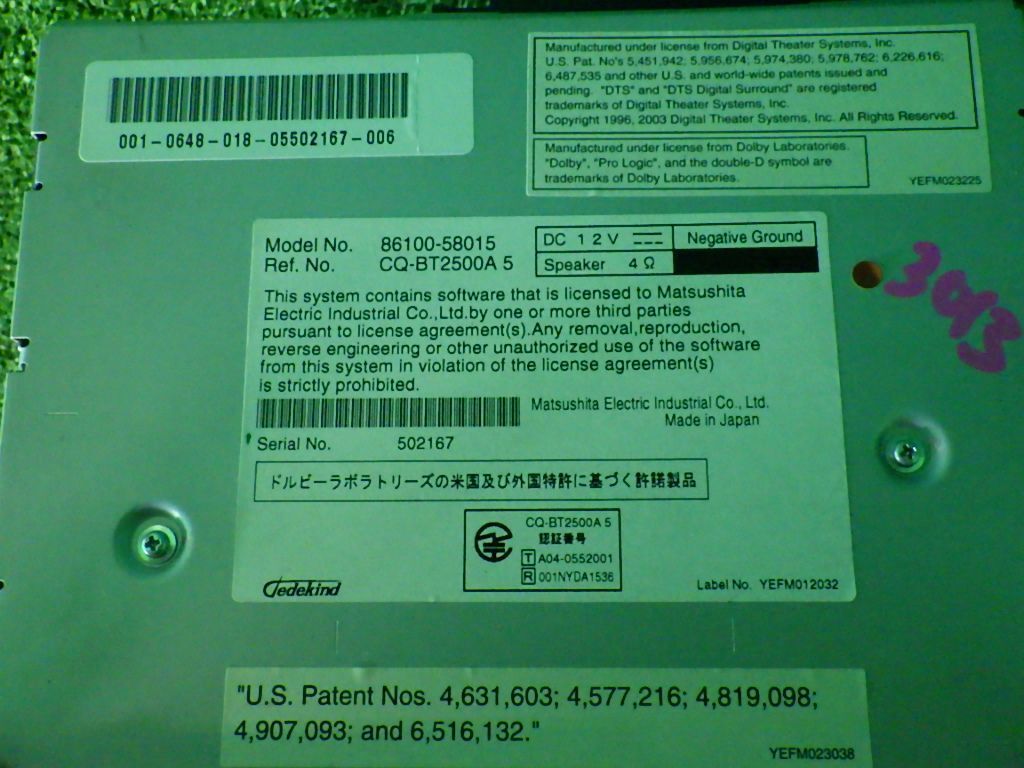 001-0648-018-05502167-006
Manufactured under license from Digital Theater Systems, Inc.
U.S. Pat. No's 5,451,942; 5,956,674; 5,974,380; 5,978,762; 6,226,616;
6,487,535 and other U.S. and world-wide patents issued and
pending. "DTS" and "DTS Digital Surround" are registered
trademarks of Digital Theater Systems, Inc.
Copyright 1996, 2003 Digital Theater Systems, Inc. All Rights Reserved.
Manufactured under license from Dolby Laboratories.
"Dolby", "Pro Logic", and the double-D symbol are
trademarks of Dolby Laboratories.
YEFM023225
Model No. 86100-58015
Ref. No. CQ-BT2500A 5
DC 12V
Negative Ground
Speaker 4Ω
This system contains software that is licensed to Matsushita
Electric Industrial Co.,Ltd.by one or more third parties
pursuant to license agreement(s).Any removal,reproduction,
reverse engineering or other unauthorized use of the software
from this system in violation of the license agreement(s)
is strictly prohibited.
Matsushita Electric Industrial Co., Ltd.
Made in Japan
Serial No. 502167
ドルビーラボラトリーズの米国及び外国特許に基づく許諾製品
CQ-BT2500A 5
認証番号
T A04-0552001
R 001NYDA1536
Gedekind
Label No. YEFM012032
"U.S. Patent Nos. 4,631,603; 4,577,216; 4,819,098;
4,907,093; and 6,516,132."
YEFM023038